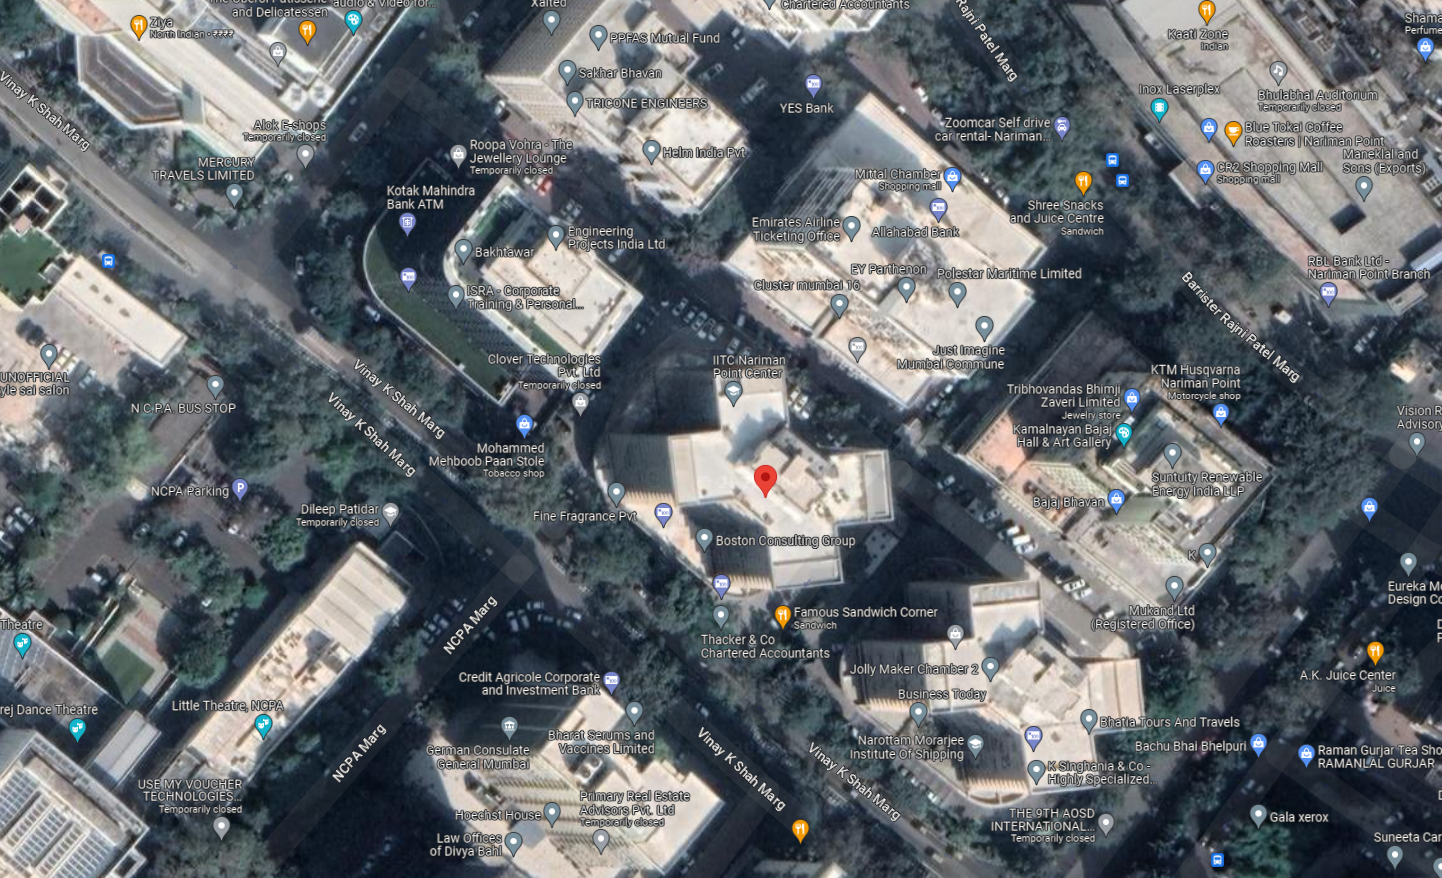 Ziya
North Indian • ####
and Delicatessen
audio & video for...
Xalted
Chartered Accountants
PPFAS Mutual Fund
Sakhar Bhavan
TRICONE ENGINEERS
YES Bank
Rajni Patel Marg
Kaati Zone
Indian
Inox Laserplex
Bhulabhai Auditorium
Temporarily closed
Vinay K Shah Marg
Alok E-shops
Temporarily closed
MERCURY
TRAVELS LIMITED
Roopa Vohra - The
Jewellery Lounge
Temporarily closed
Helm India Pvt
Zoomcar Self drive
car rental- Nariman...
Blue Tokai Coffee
Roasters | Nariman Point
CR2 Shopping Mall
Shopping mall
Maneklal and
Sons (Exports)
Kotak Mahindra
Bank ATM
Mittal Chamber
Shopping mall
Shree Snacks
and Juice Centre
Sandwich
Engineering
Projects India Ltd
Bakhtawar
Emirates Airline
Ticketing Office
Allahabad Bank
ISRA - Corporate
Training & Personal...
EY Parthenon
Cluster mumbai 16
Polestar Maritime Limited
RBL Bank Ltd -
Nariman Point Branch
Barrister Rajni Patel Marg
Just Imagine
Mumbai Commune
Clover Technologies
Pvt. Ltd
Temporarily closed
IITC Nariman
Point Center
UNOFFICIAL
yle sai salon
N.C.P.A. BUS STOP
Vinay K Shah Marg
Vinay K Shah Marg
Tribhovandas Bhimji
Zaveri Limited
Jewelry store
KTM Husqvarna
Nariman Point
Motorcycle shop
Kamalnayan Bajaj
Hall & Art Gallery
Vision R
Advisory
Mohammed
Mehboob Paan Stole
Tobacco shop
Suntuity Renewable
Energy India LLP
NCPA Parking
Dileep Patidar
Temporarily closed
Fine Fragrance Pvt
Bajaj Bhavan
Boston Consulting Group
K
Eureka Mo
Design Co
Theatre
NCPA Marg
Famous Sandwich Corner
Sandwich
Thacker & Co
Chartered Accountants
Mukand Ltd
(Registered Office)
Jolly Maker Chamber 2
Business Today
A.K. Juice Center
Juice
Credit Agricole Corporate
and Investment Bank
rej Dance Theatre
Little Theatre, NCPA
NCPA Marg
Bharat Serums and
Vaccines Limited
German Consulate
General Mumbai
Vinay K Shah Marg
Vinay K Shah Marg
Narottam Morarjee
Institute Of Shipping
Bhatia Tours And Travels
Bachu Bhai Bhelpuri
Raman Gurjar Tea Sho
RAMANLAL GURJAR
K Singhania & Co -
Highly Specialized...
USE MY VOUCHER
TECHNOLOGIES...
Temporarily closed
Primary Real Estate
Advisors Pvt. Ltd
Temporarily closed
Hoechst House
Law Offices
of Divya Bahl
THE 9TH AOSD
INTERNATIONAL...
Temporarily closed
Gala xerox
Suneeta Car